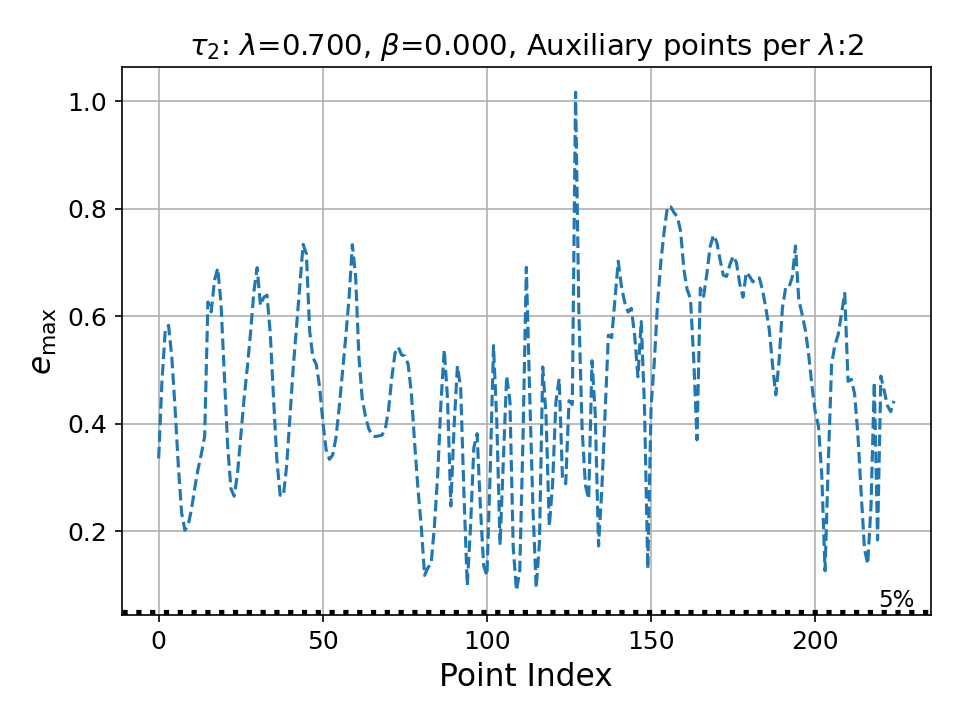 τ₂: λ=0.700, β=0.000, Auxiliary points per λ:2
1.0
0.8
0.6
0.4
0.2
e_max
5%
0 50 100 150 200
Point Index